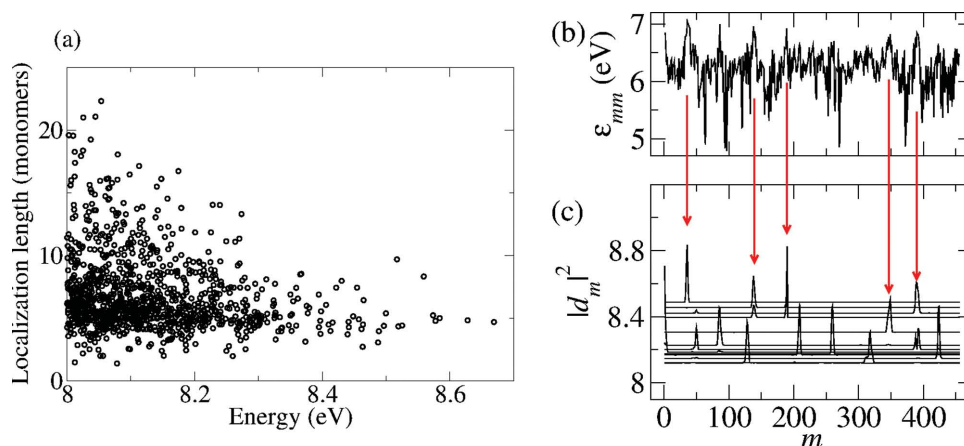 (a)
Localization length (monomers)
20
10
0
8
8.2
8.4
8.6
Energy (eV)
(b)
ε_mm (eV)
7
6
5
(c)
|d_m|^2
8.8
8.4
8
0
100
200
300
400
m